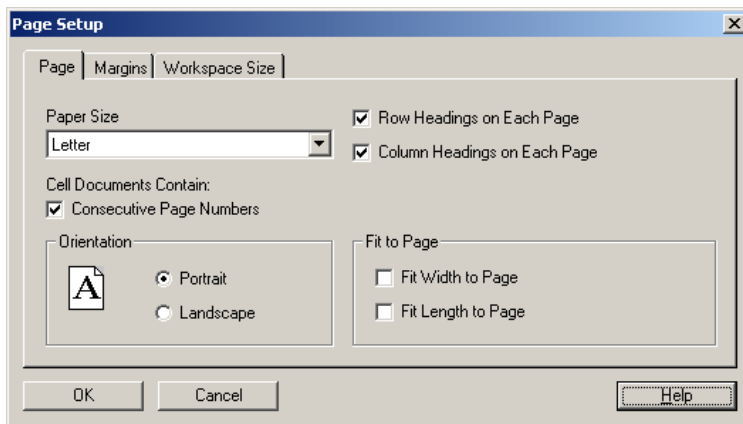 Page Setup
Page
Margins
Workspace Size
Paper Size
Letter
Row Headings on Each Page
Column Headings on Each Page
Cell Documents Contain:
Consecutive Page Numbers
Orientation
A
Portrait
Landscape
Fit to Page
Fit Width to Page
Fit Length to Page
OK
Cancel
Help